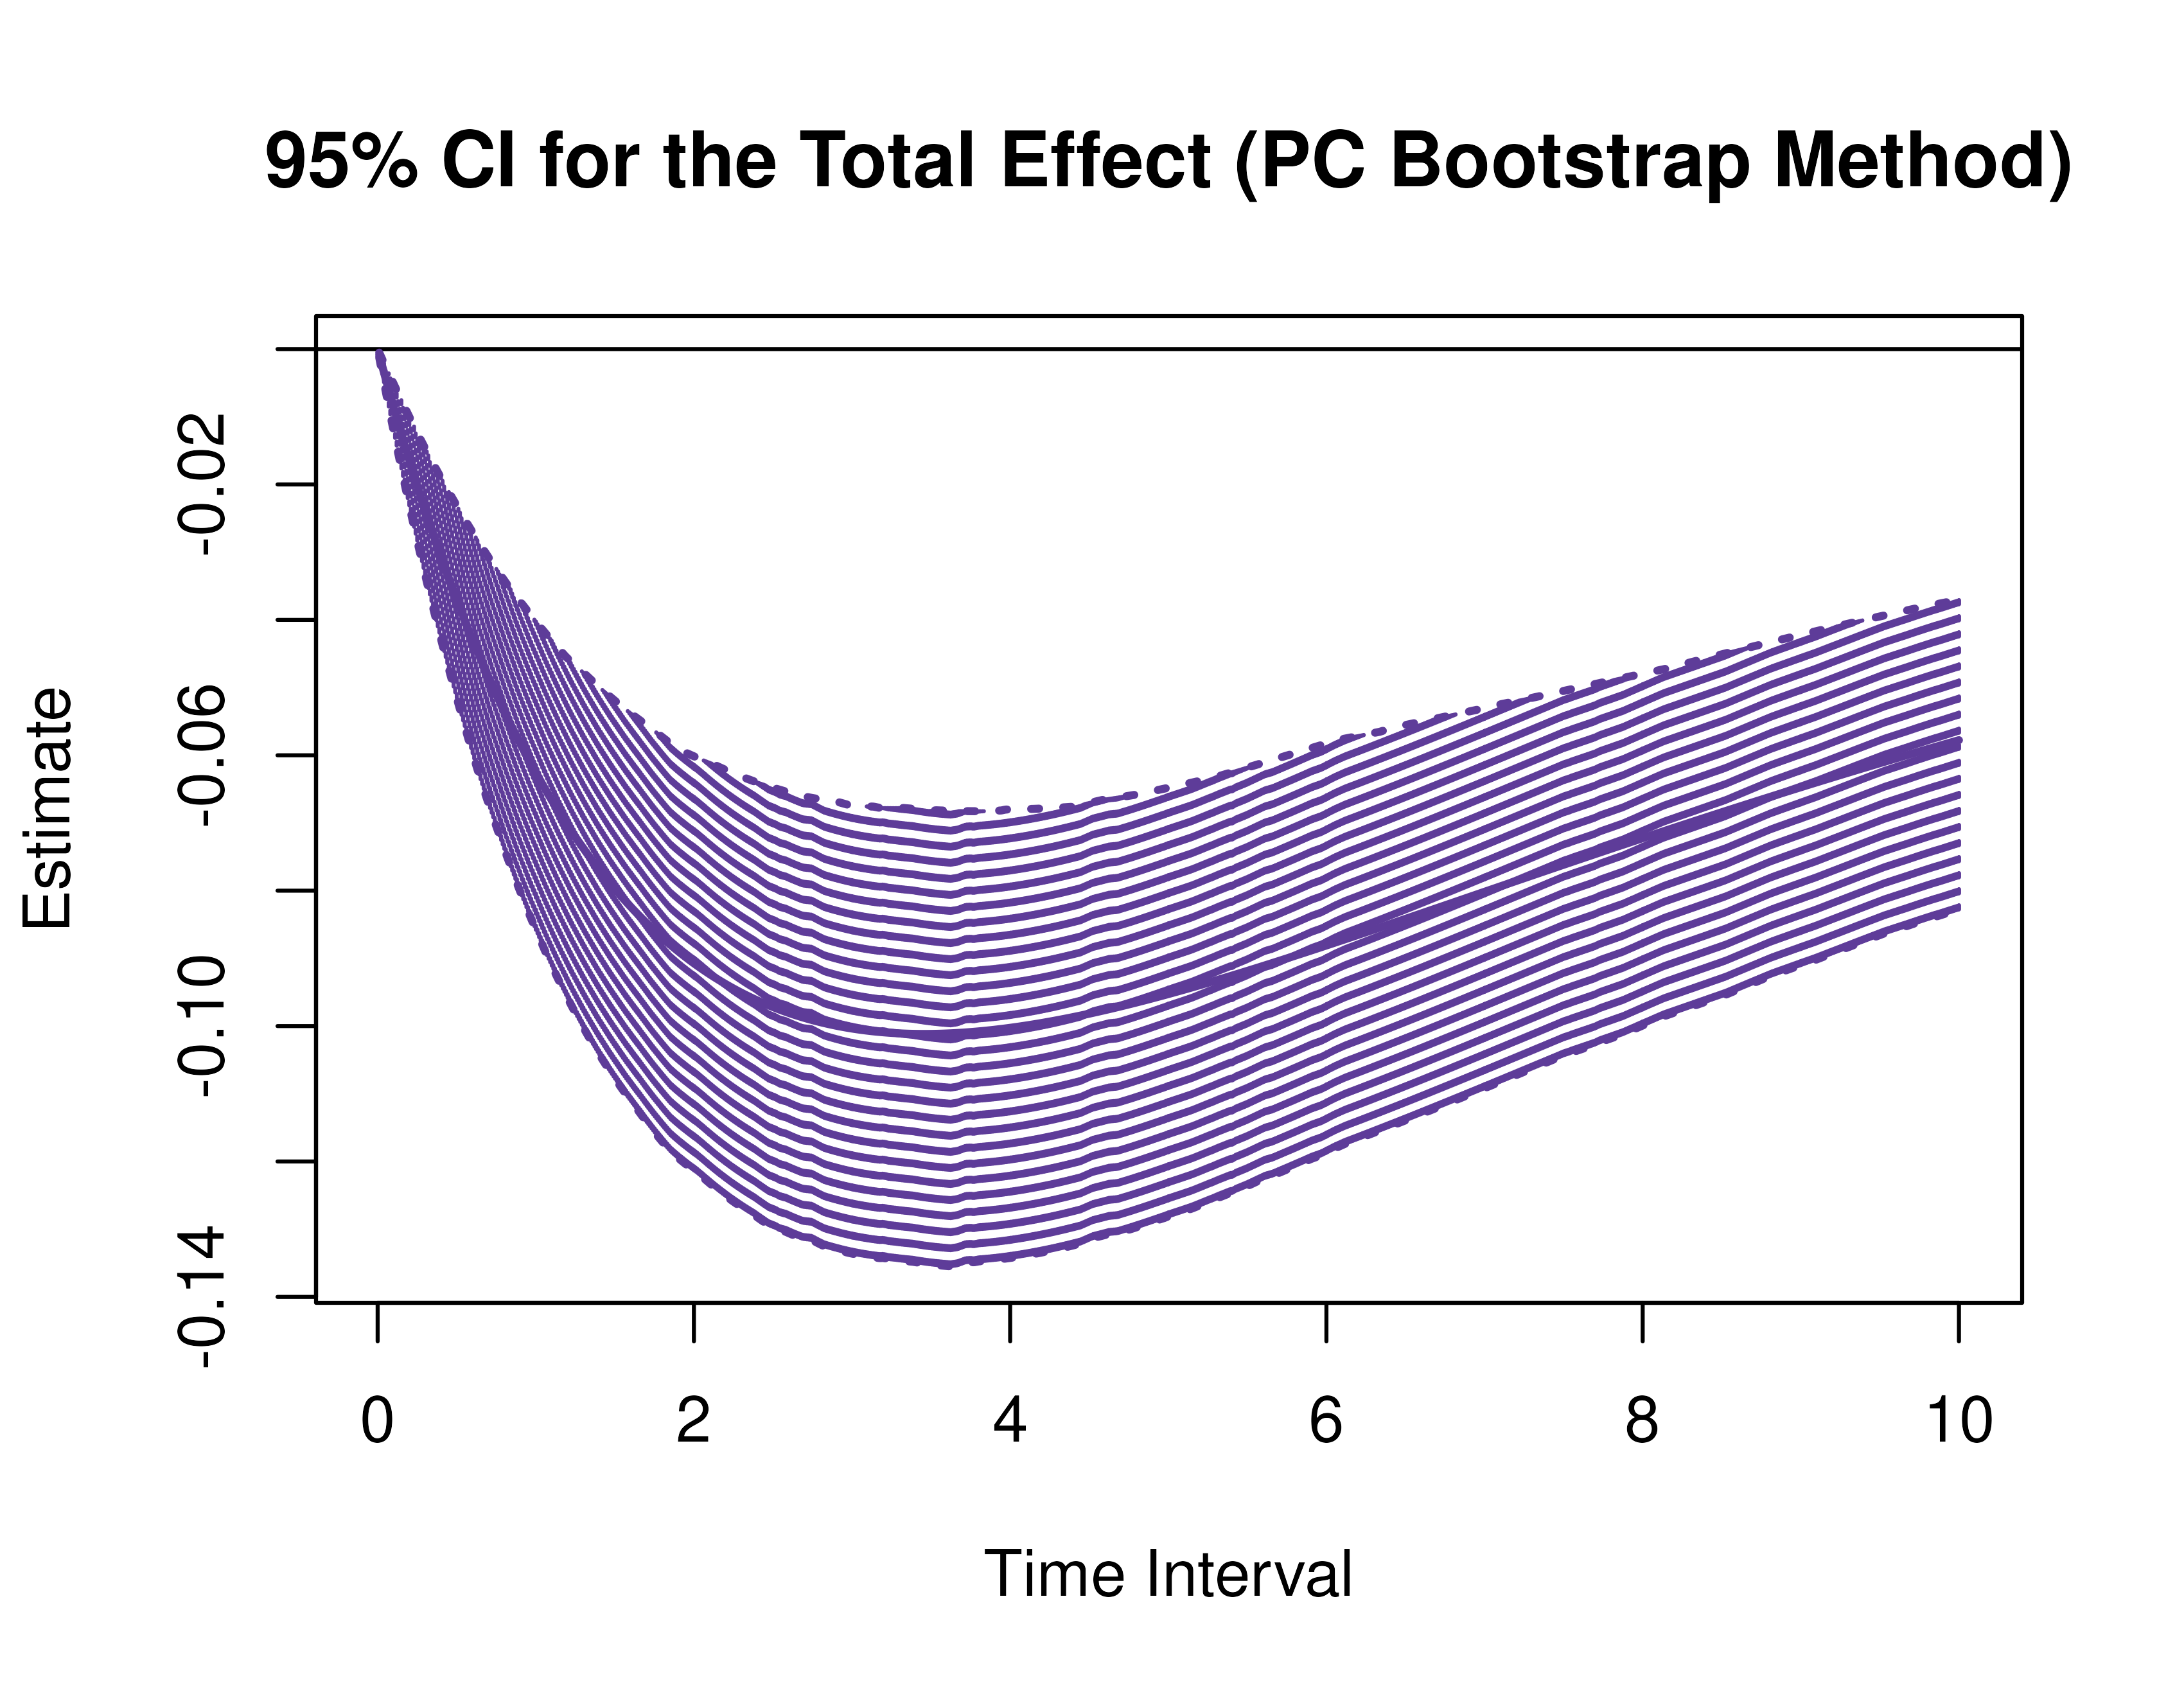 95% CI for the Total Effect (PC Bootstrap Method)
Estimate
-0.02
-0.06
-0.10
-0.14
0 2 4 6 8 10
Time Interval